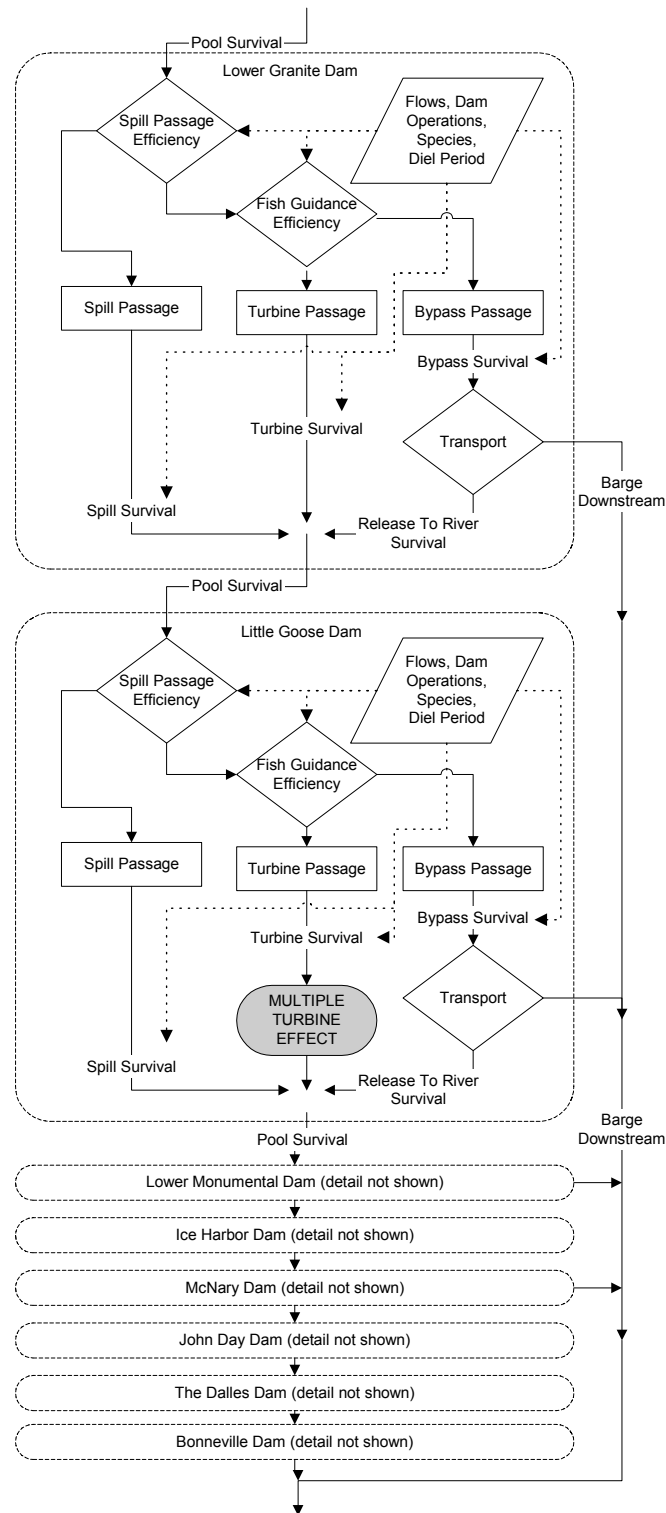 Pool Survival
Lower Granite Dam
Flows, Dam
Operations,
Species,
Diel Period
Spill Passage
Efficiency
Fish Guidance
Efficiency
Spill Passage
Turbine Passage
Bypass Passage
Bypass Survival
Turbine Survival
Transport
Barge
Downstream
Spill Survival
Release To River
Survival
Pool Survival
Little Goose Dam
Flows, Dam
Operations,
Species,
Diel Period
Spill Passage
Efficiency
Fish Guidance
Efficiency
Spill Passage
Turbine Passage
Bypass Passage
Bypass Survival
Turbine Survival
MULTIPLE
TURBINE
EFFECT
Transport
Spill Survival
Release To River
Survival
Barge
Downstream
Pool Survival
Lower Monumental Dam (detail not shown)
Ice Harbor Dam (detail not shown)
McNary Dam (detail not shown)
John Day Dam (detail not shown)
The Dalles Dam (detail not shown)
Bonneville Dam (detail not shown)